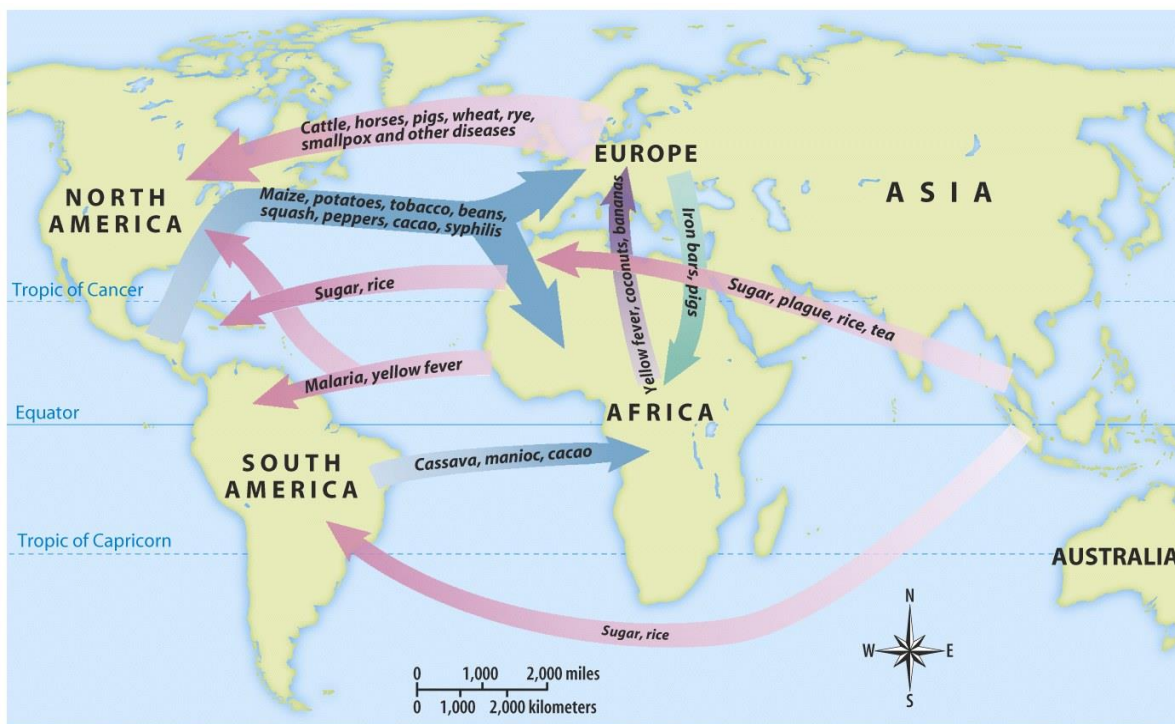 Cattle, horses, pigs, wheat, rye,
smallpox and other diseases
EUROPE
ASIA
NORTH
AMERICA
Maize, potatoes, tobacco, beans,
squash, peppers, cacao, syphilis
Yellow fever, coconuts, bananas
Iron bars, pigs
Tropic of Cancer
Sugar, rice
Sugar, plague, rice, tea
Malaria, yellow fever
Equator
AFRICA
SOUTH
AMERICA
Cassava, manioc, cacao
Tropic of Capricorn
AUSTRALIA
Sugar, rice
N
W E
S
0 1,000 2,000 miles
0 1,000 2,000 kilometers